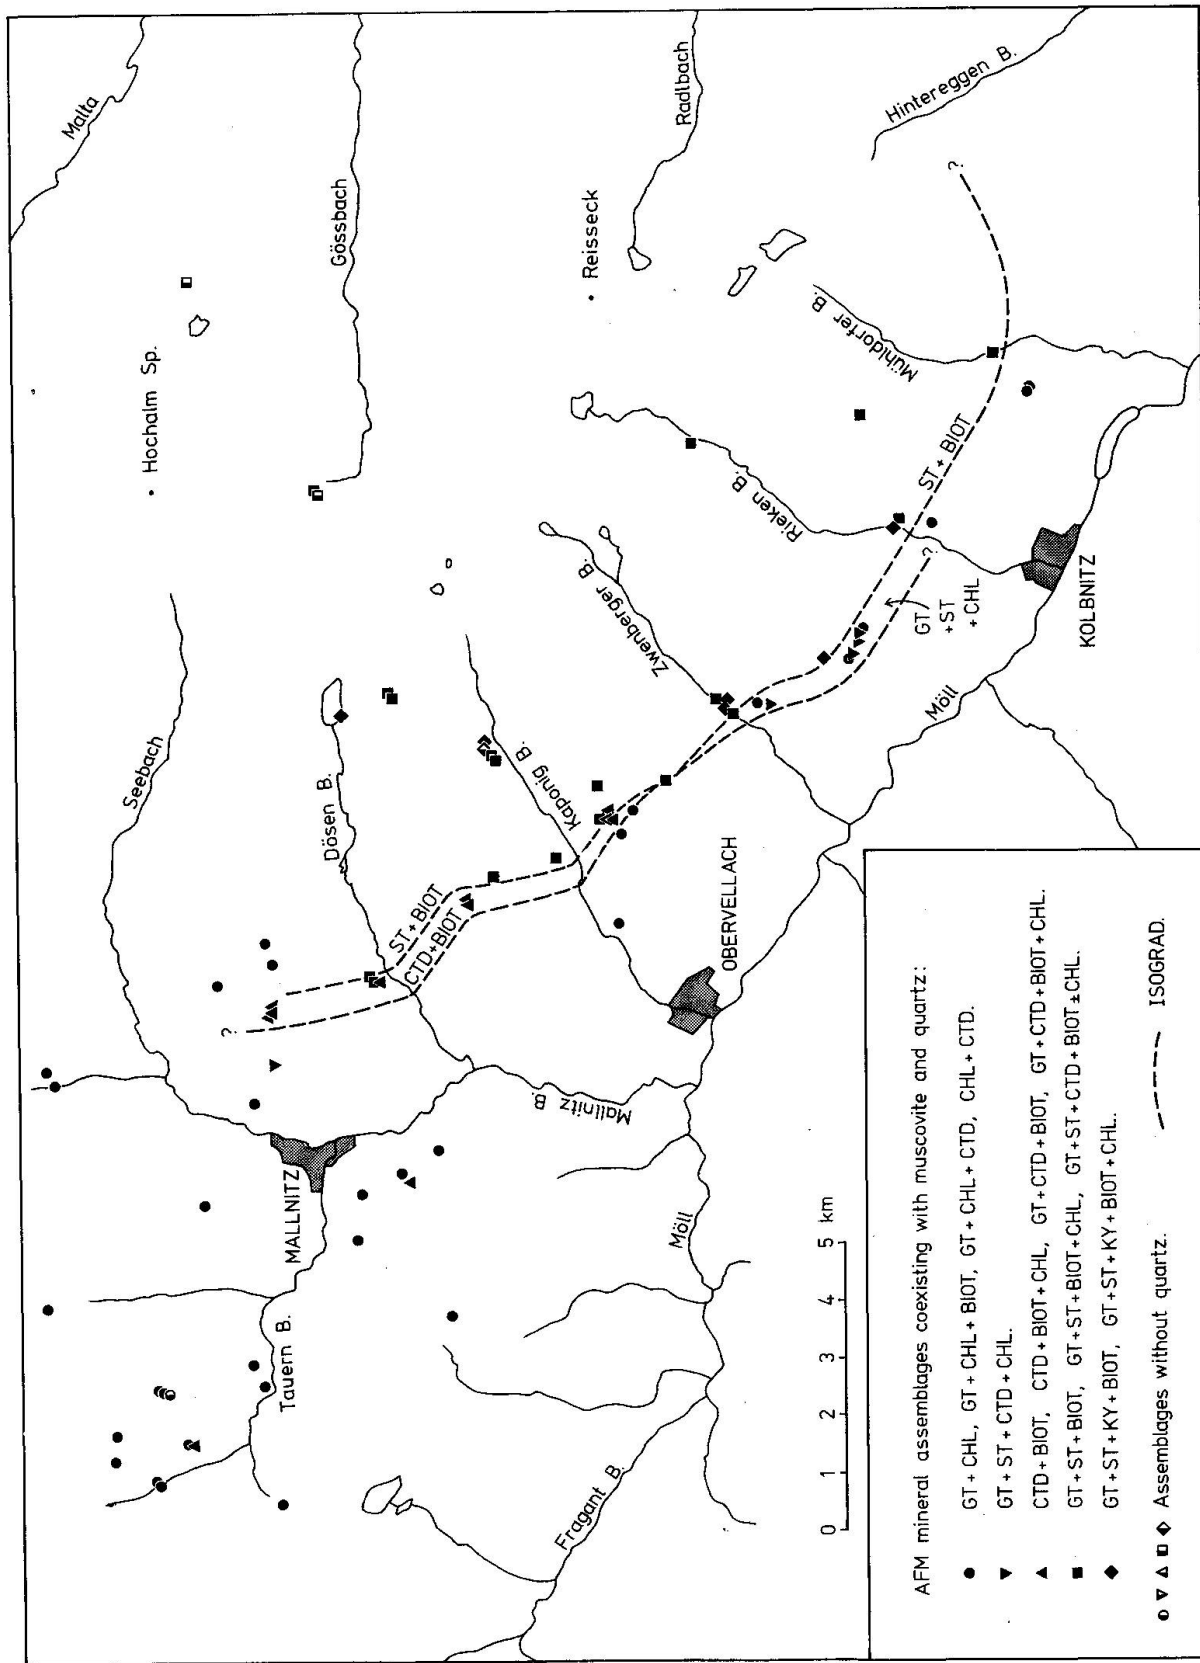 Malta
Hochalm Sp.
Gössbach
Seebach
Reisseck
Radlbach
Hintereggen B.
Dösen B.
Kaponig B.
Zwenberger B.
Rieken B.
Mühldorfer B.
?
ST + BIOT
CTD + BIOT
ST + BIOT
?
?
GT
+ ST
+ CHL
MALLNITZ
Tauern B.
Mallnitz B.
OBERVELLACH
KOLBNITZ
Möll
Möll
Fragant B.
0 1 2 3 4 5 km
AFM mineral assemblages coexisting with muscovite and quartz:
● GT + CHL, GT + CHL + BIOT, GT + CHL + CTD, CHL + CTD.
▼ GT + ST + CTD + CHL.
▲ CTD + BIOT, CTD + BIOT + CHL, GT + CTD + BIOT, GT + CTD + BIOT + CHL.
■ GT + ST + BIOT, GT + ST + BIOT + CHL, GT + ST + CTD + BIOT ± CHL.
◆ GT + ST + KY + BIOT, GT + ST + KY + BIOT + CHL.
Assemblages without quartz. ISOGRAD.